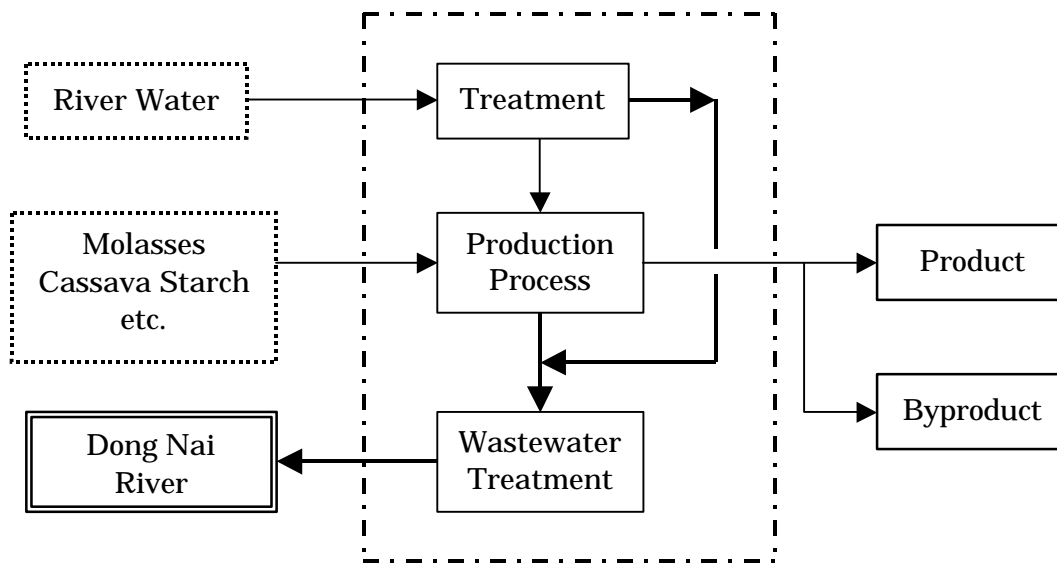 River Water
Treatment
Molasses
Cassava Starch
etc.
Production
Process
Product
Byproduct
Dong Nai
River
Wastewater
Treatment